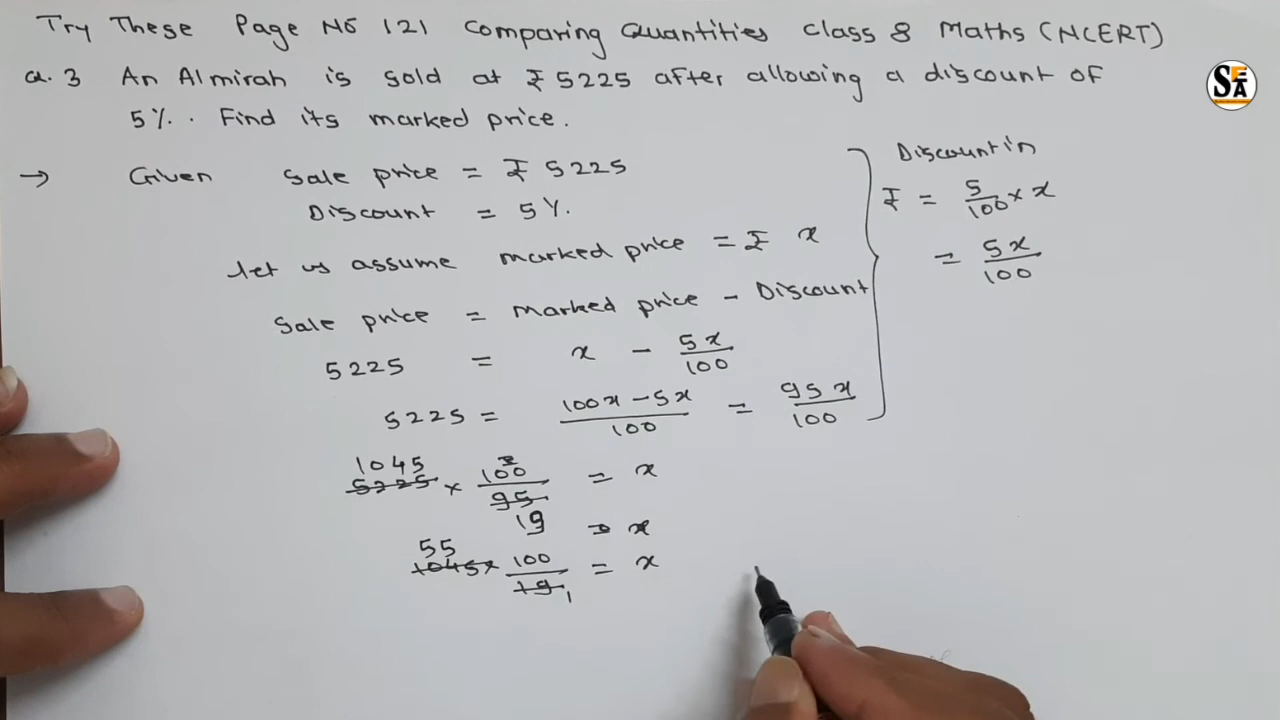 Try These Page No 121 Comparing Quantities Class 8 Maths (NCERT)
Q. 3 An Almirah is sold at ₹ 5225 after allowing a discount of
5%. Find its marked price.
→ Given Sale price = ₹ 5225
Discount = 5%.
let us assume marked price = ₹ x
Sale price = Marked price - Discount
5225 = x - 5x/100
5225 = 100x - 5x/100 = 95x/100
1045
5225 × 100/95 = x
19 = x
55
1045 × 100/19 = x
1
Discount in
₹ = 5/100 × x
= 5x/100
SFTA